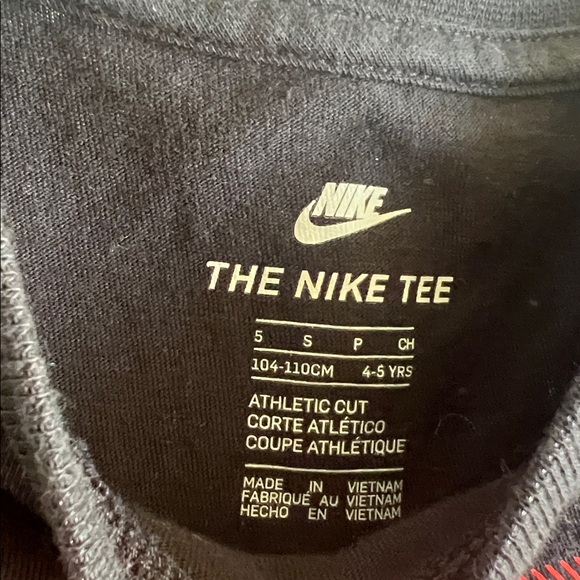 NIKE
THE NIKE TEE
5 S P CH
104-110CM 4-5 YRS
ATHLETIC CUT
CORTE ATLÉTICO
COUPE ATHLÉTIQUE
MADE IN VIETNAM
FABRIQUÉ AU VIETNAM
HECHO EN VIETNAM